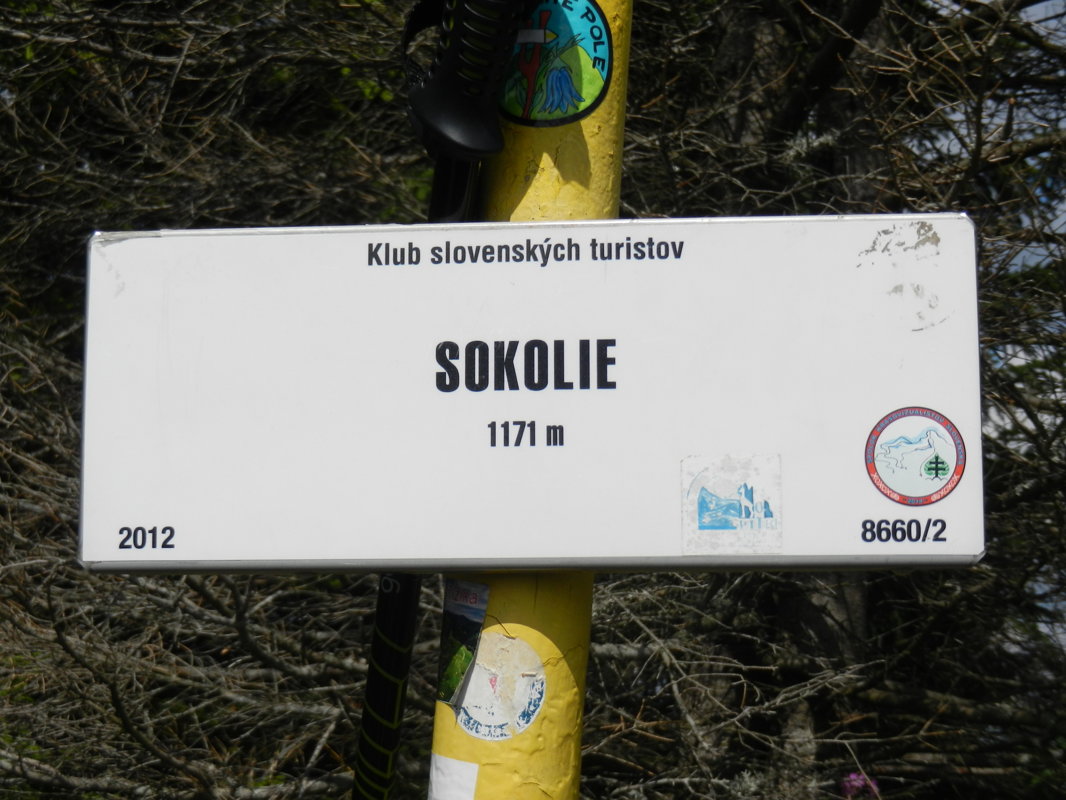 POLE
Klub slovenských turistov
SOKOLIE
1171 m
2012
8660/2